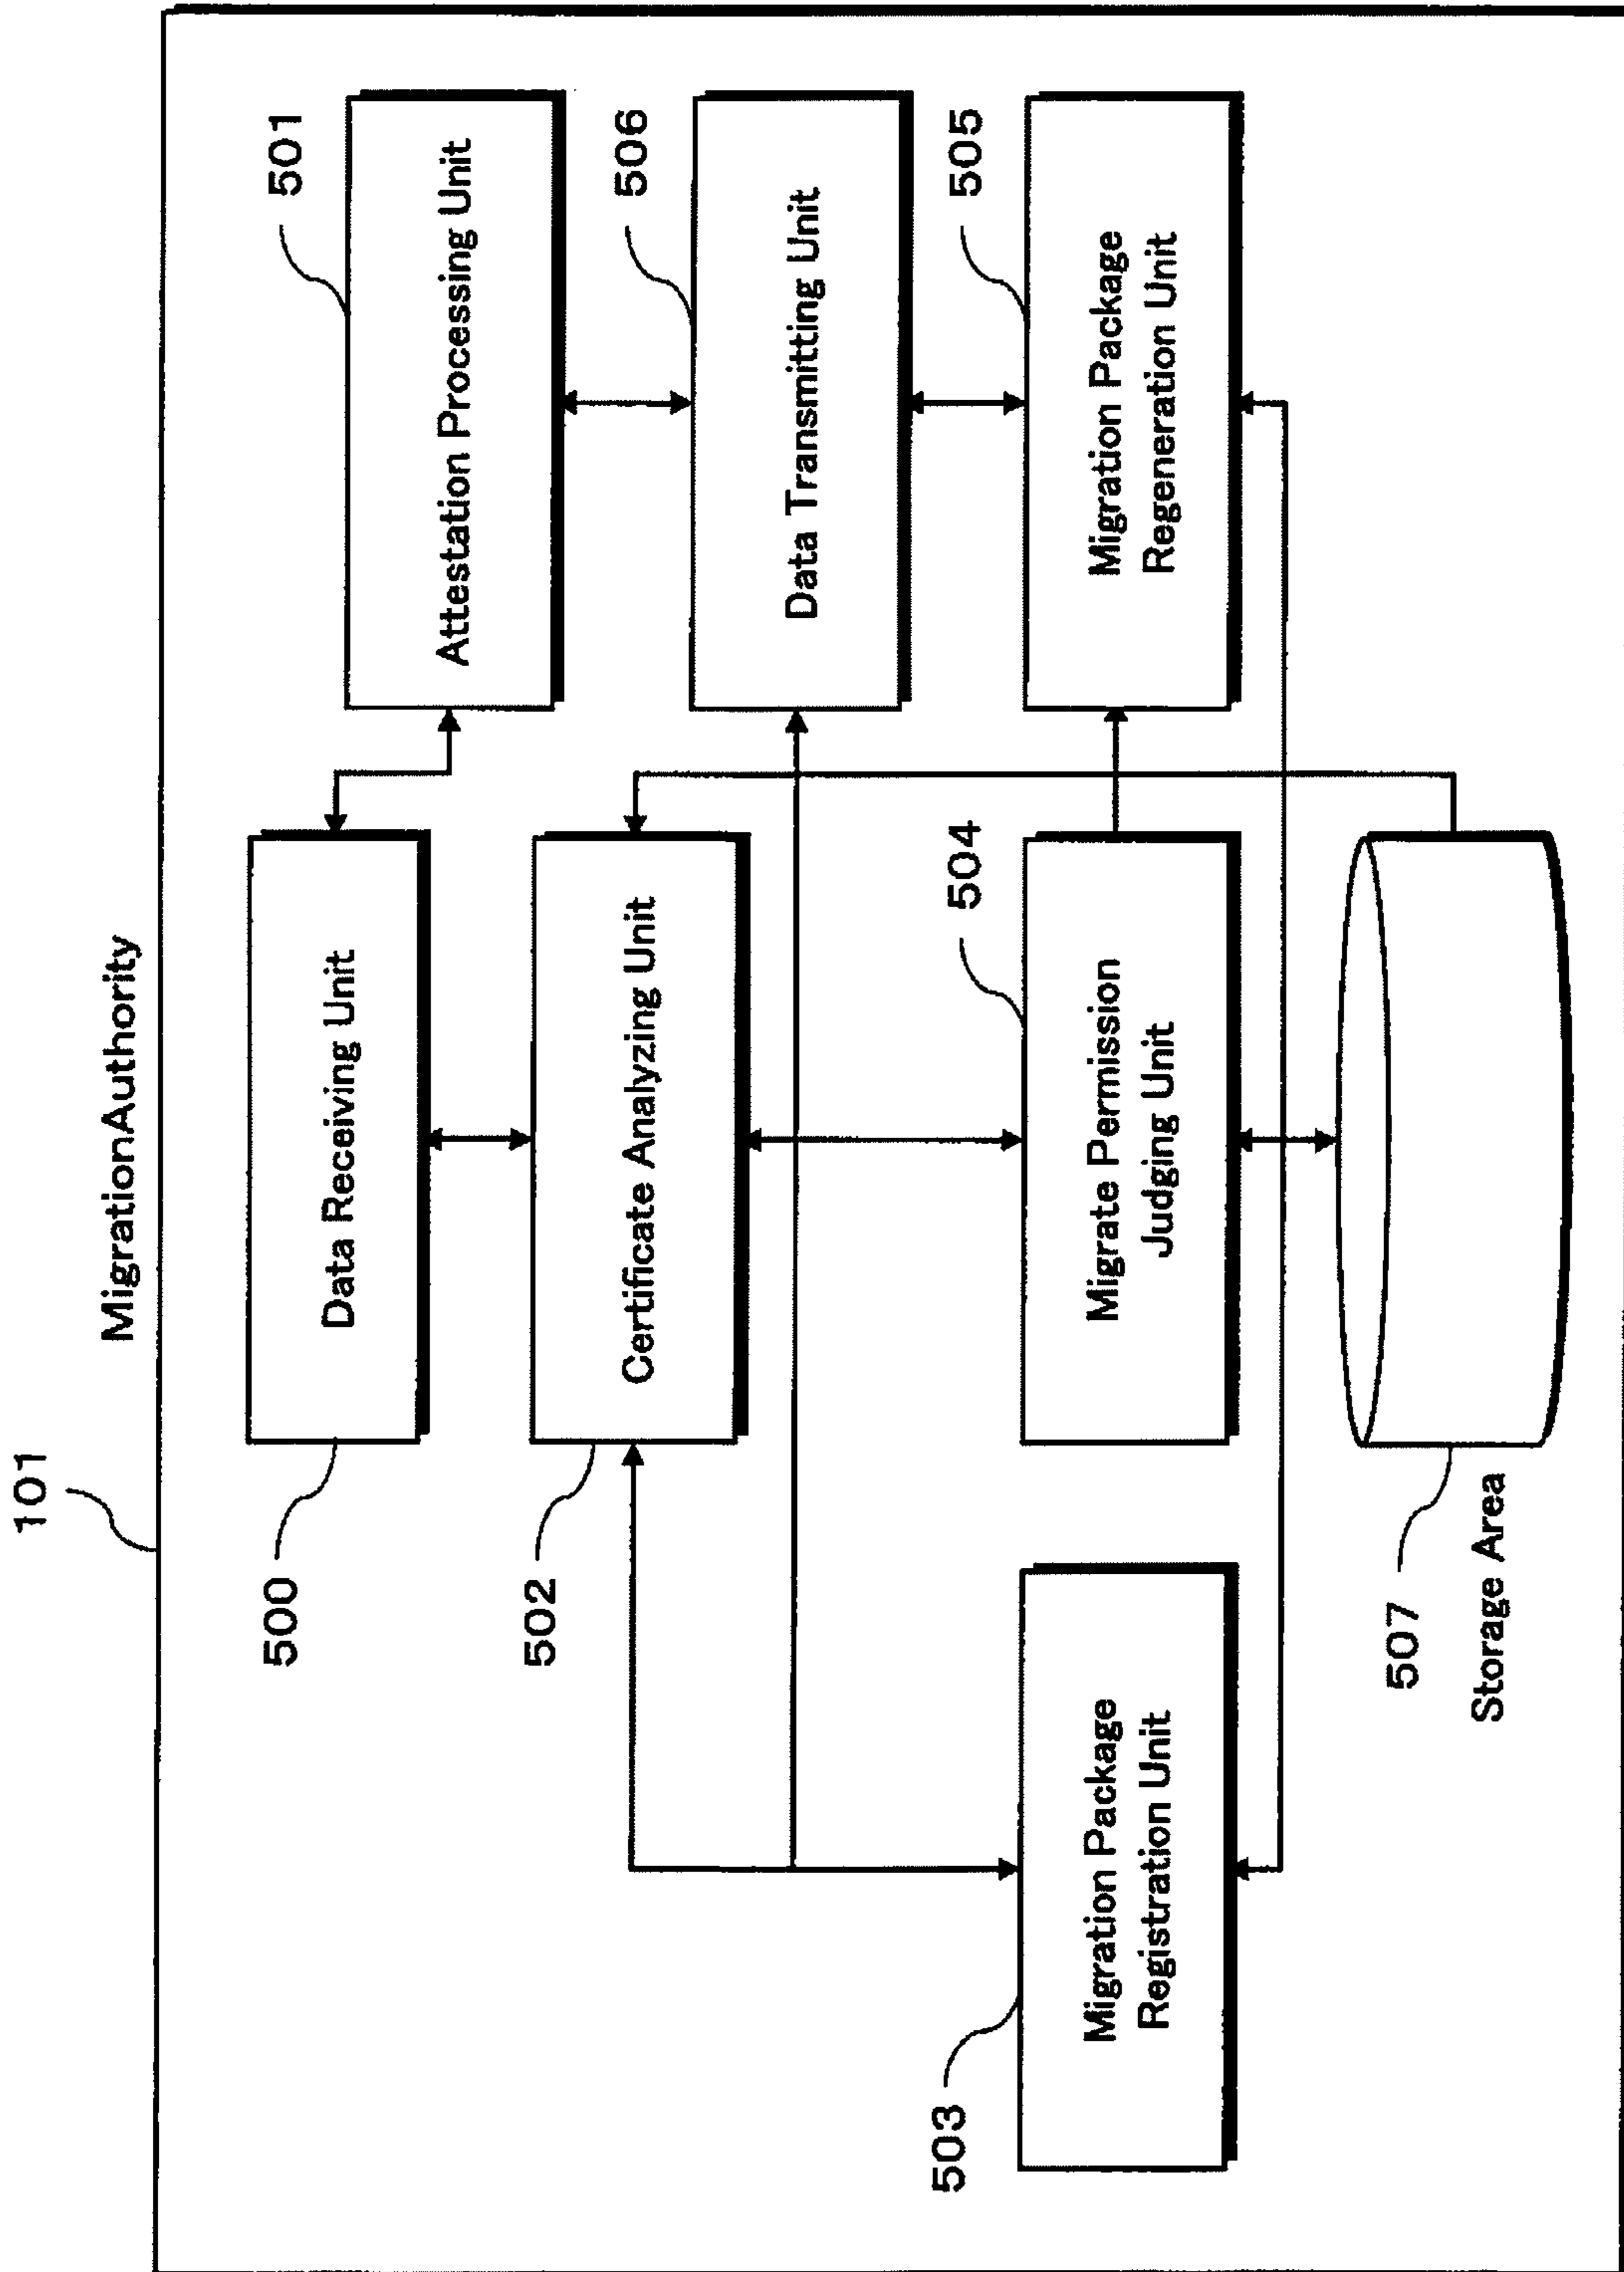 101
MigrationAuthority
500
Data Receiving Unit
501
Attestation Processing Unit
502
Certificate Analyzing Unit
506
Data Transmitting Unit
503
Migration Package
Registration Unit
504
Migrate Permission
Judging Unit
505
Migration Package
Regeneration Unit
507
Storage Area